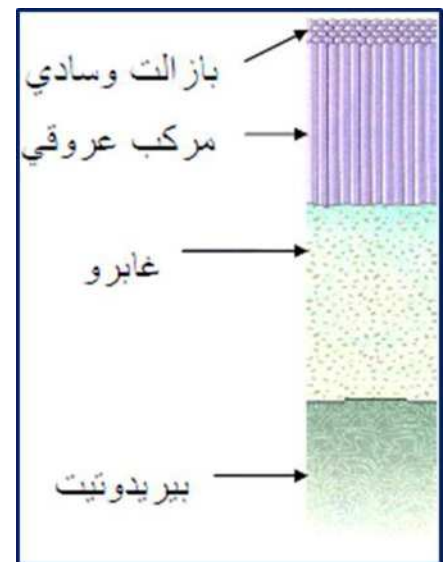 بازالت وسادي
مركب عروقي
غابرو
بيريدوتيت